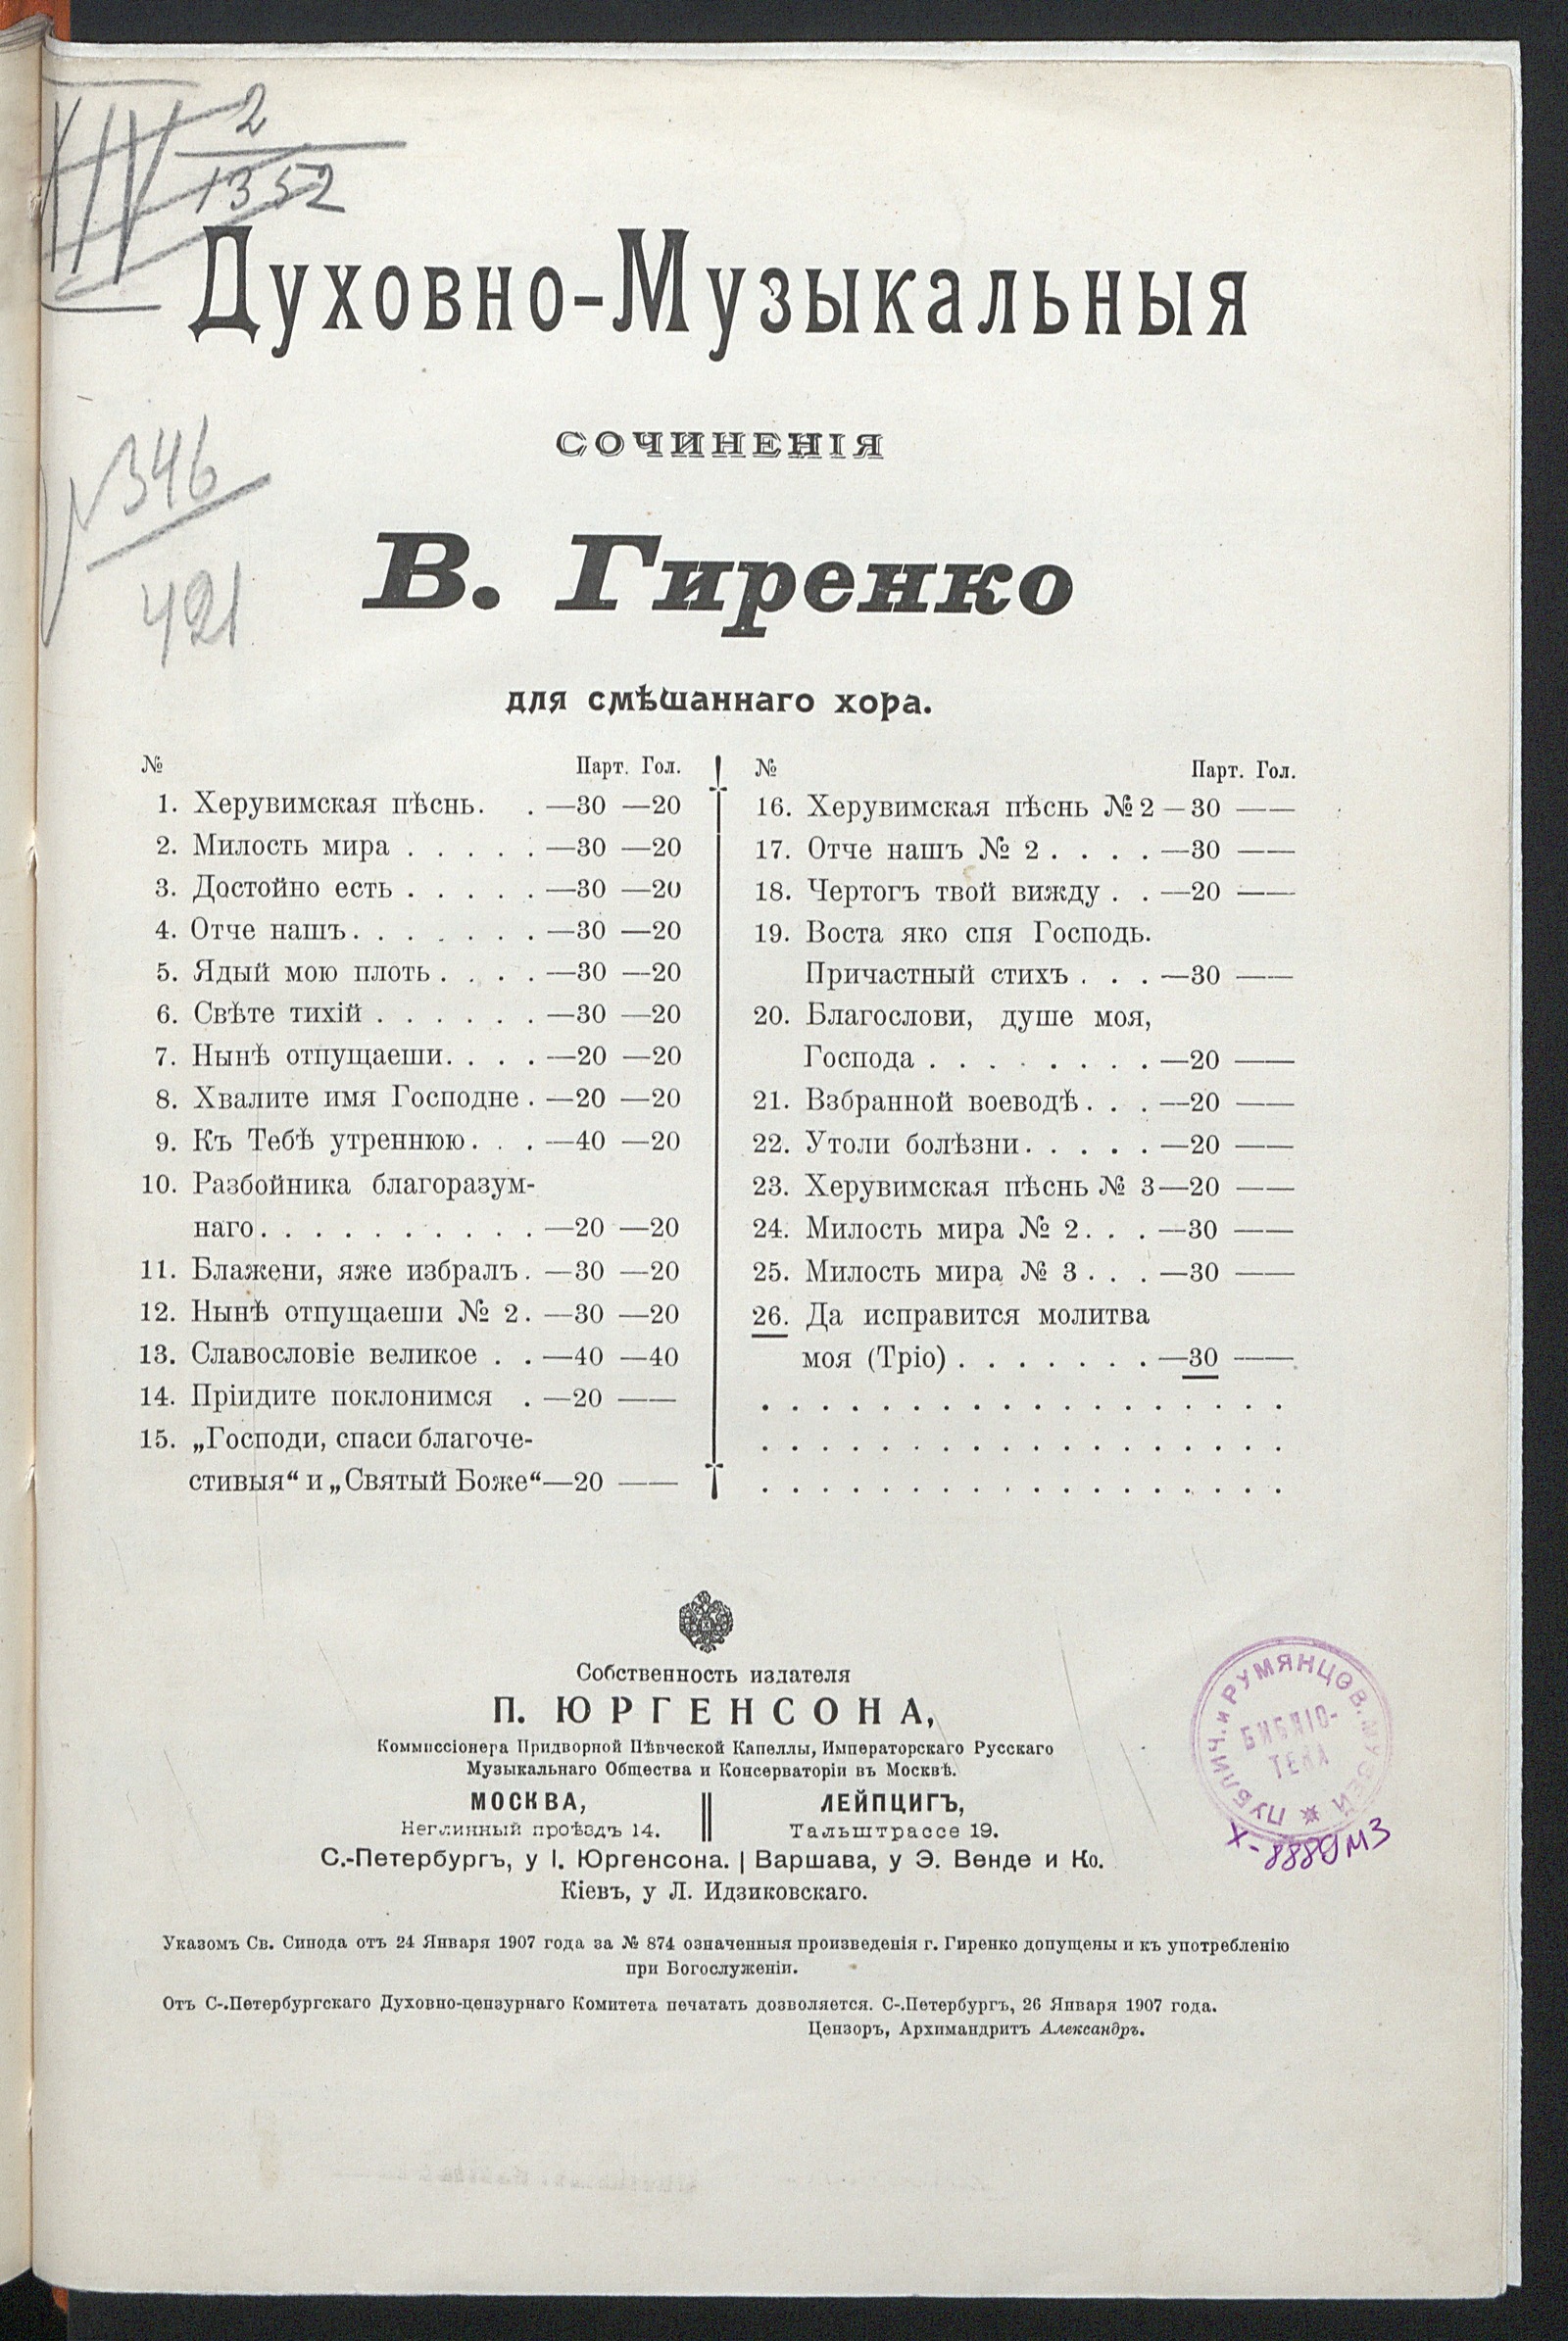 2
1352
Духовно-Музыкальныя
№ 346
421
СОЧИНЕНІЯ
В. Гиренко
для смѣшаннаго хора.
№ Парт. Гол.
1. Херувимская пѣснь. . —30 —20
2. Милость мира . . . . . —30 —20
3. Достойно есть . . . . . —30 —20
4. Отче нашъ. . . . . . . —30 —20
5. Ядый мою плоть . . . . —30 —20
6. Свѣте тихій . . . . . . —30 —20
7. Нынѣ отпущаеши. . . . —20 —20
8. Хвалите имя Господне . —20 —20
9. Къ Тебѣ утреннюю. . . —40 —20
10. Разбойника благоразум-
наго. . . . . . . . . . —20 —20
11. Блажени, яже избралъ. —30 —20
12. Нынѣ отпущаеши № 2. —30 —20
13. Славословіе великое . . —40 —40
14. Пріидите поклонимся . —20 ——
15. „Господи, спаси благоче-
стивыя“ и „Святый Боже“—20 ——
№ Парт. Гол.
16. Херувимская пѣснь №2 —30 ——
17. Отче нашъ № 2 . . . . —30 ——
18. Чертогъ твой вижду . . —20 ——
19. Воста яко спя Господь.
Причастный стихъ . . . —30 ——
20. Благослови, душе моя,
Господа . . . . . . . . —20 ——
21. Взбранной воеводѣ. . . —20 ——
22. Утоли болѣзни. . . . . —20 ——
23. Херувимская пѣснь № 3—20 ——
24. Милость мира № 2. . . —30 ——
25. Милость мира № 3 . . . —30 ——
26. Да исправится молитва
моя (Тріо) . . . . . . . —30 ——
. . . . . . . . . . . . . . . . . .
. . . . . . . . . . . . . . . . . .
. . . . . . . . . . . . . . . . . .
Собственность издателя
П. ЮРГЕНСОНА,
Коммиссіонера Придворной Пѣвческой Капеллы, Императорскаго Русскаго
Музыкальнаго Общества и Консерваторіи въ Москвѣ.
МОСКВА,
Неглинный проѣздъ 14.
ЛЕЙПЦИГЪ,
Тальштрассе 19.
С.-Петербургъ, у І. Юргенсона. | Варшава, у Э. Венде и Ко.
Кіевъ, у Л. Идзиковскаго.
ПУБЛИЧ. и РУМЯНЦОВ. МУЗЕЙ
БИБЛІО-
ТЕКА
X-8889МЗ
Указомъ Св. Синода отъ 24 Января 1907 года за № 874 означенныя произведенія г. Гиренко допущены и къ употребленію
при Богослуженіи.
Отъ С-.Петербургскаго Духовно-цензурнаго Комитета печатать дозволяется. С-.Петербургъ, 26 Января 1907 года.
Цензоръ, Архимандритъ Александръ.